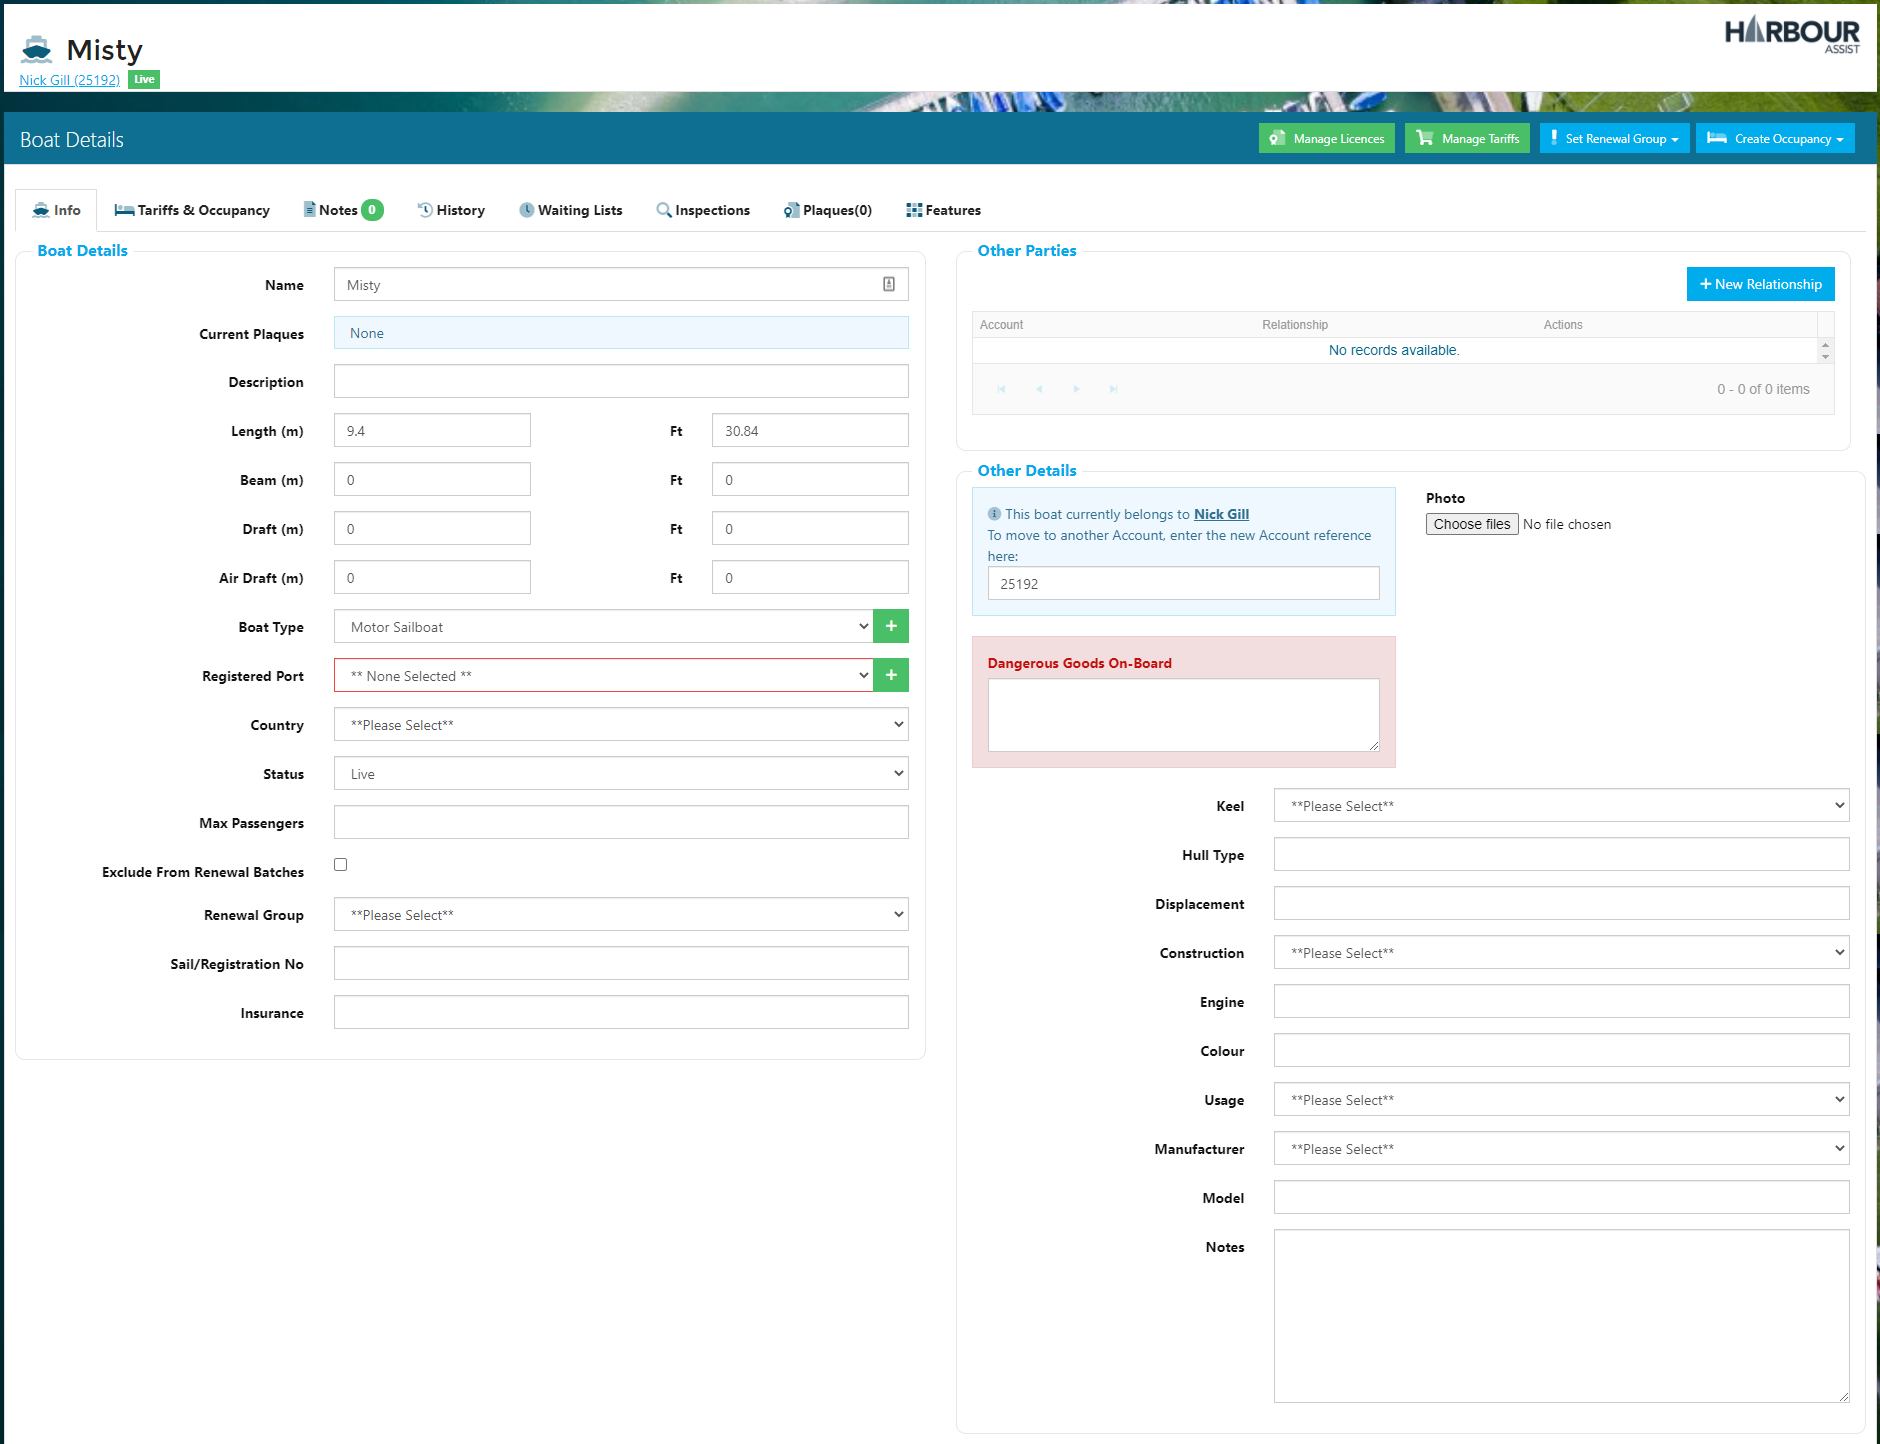 Misty
HARBOUR
ASSIST
Nick Gill (25192) Live
Boat Details
Manage Licences
Manage Tariffs
Set Renewal Group
Create Occupancy
Info
Tariffs & Occupancy
Notes 0
History
Waiting Lists
Inspections
Plaques(0)
Features
Boat Details
Name Misty
Current Plaques None
Description
Length (m) 9.4 Ft 30.84
Beam (m) 0 Ft 0
Draft (m) 0 Ft 0
Air Draft (m) 0 Ft 0
Boat Type Motor Sailboat +
Registered Port ** None Selected ** +
Country **Please Select**
Status Live
Max Passengers
Exclude From Renewal Batches
Renewal Group **Please Select**
Sail/Registration No
Insurance
Other Parties
+ New Relationship
Account Relationship Actions
No records available.
0 - 0 of 0 items
Other Details
This boat currently belongs to Nick Gill
To move to another Account, enter the new Account reference
here:
25192
Photo
Choose files No file chosen
Dangerous Goods On-Board
Keel **Please Select**
Hull Type
Displacement
Construction **Please Select**
Engine
Colour
Usage **Please Select**
Manufacturer **Please Select**
Model
Notes